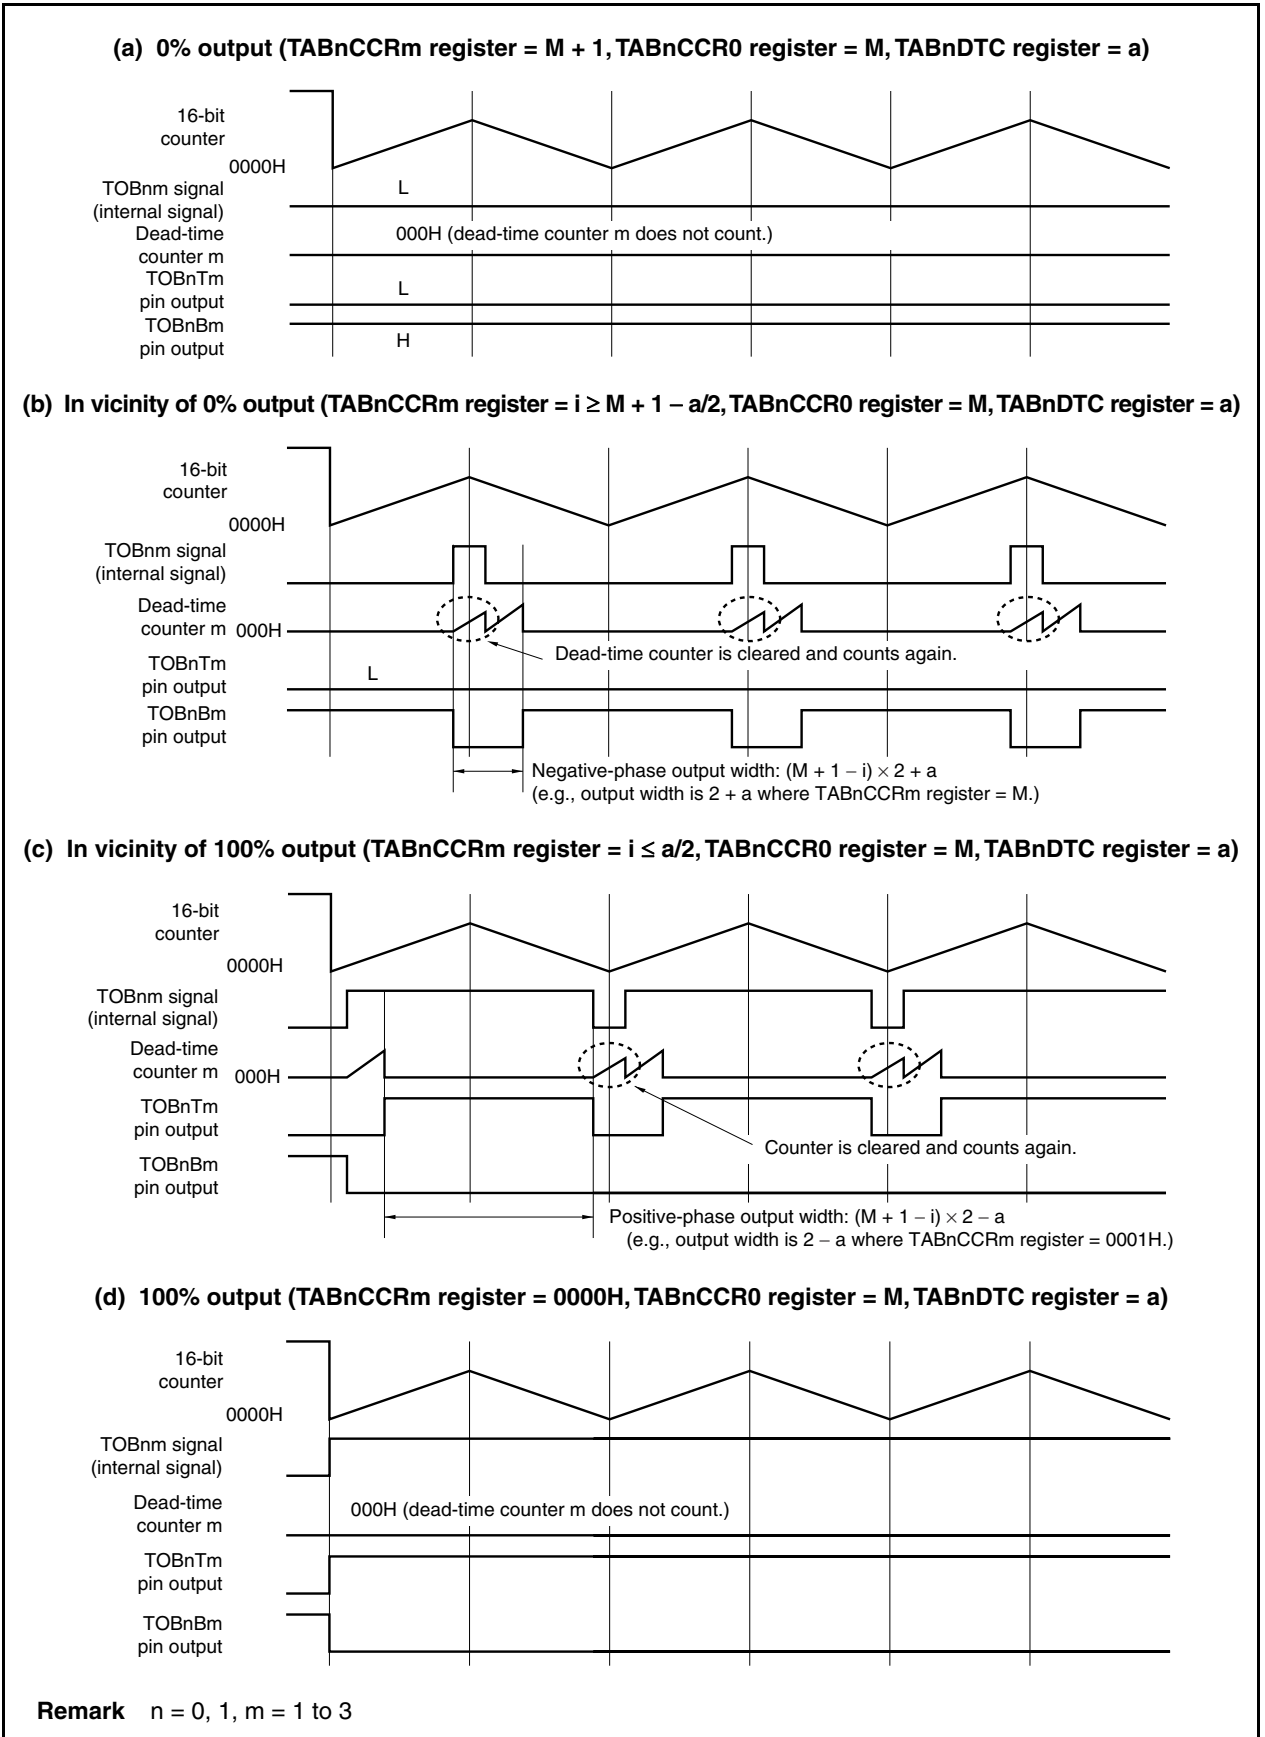 (a) 0% output (TABnCCRm register = M + 1, TABnCCR0 register = M, TABnDTC register = a)
16-bit
counter
0000H
TOBnm signal
(internal signal)
L
Dead-time
counter m
000H (dead-time counter m does not count.)
TOBnTm
pin output
L
TOBnBm
pin output
H
(b) In vicinity of 0% output (TABnCCRm register = i ≥ M + 1 – a/2, TABnCCR0 register = M, TABnDTC register = a)
16-bit
counter
0000H
TOBnm signal
(internal signal)
Dead-time
counter m
000H
Dead-time counter is cleared and counts again.
TOBnTm
pin output
L
TOBnBm
pin output
Negative-phase output width: (M + 1 – i) × 2 + a
(e.g., output width is 2 + a where TABnCCRm register = M.)
(c) In vicinity of 100% output (TABnCCRm register = i ≤ a/2, TABnCCR0 register = M, TABnDTC register = a)
16-bit
counter
0000H
TOBnm signal
(internal signal)
Dead-time
counter m
000H
TOBnTm
pin output
Counter is cleared and counts again.
TOBnBm
pin output
Positive-phase output width: (M + 1 – i) × 2 – a
(e.g., output width is 2 – a where TABnCCRm register = 0001H.)
(d) 100% output (TABnCCRm register = 0000H, TABnCCR0 register = M, TABnDTC register = a)
16-bit
counter
0000H
TOBnm signal
(internal signal)
Dead-time
counter m
000H (dead-time counter m does not count.)
TOBnTm
pin output
TOBnBm
pin output
Remark n = 0, 1, m = 1 to 3